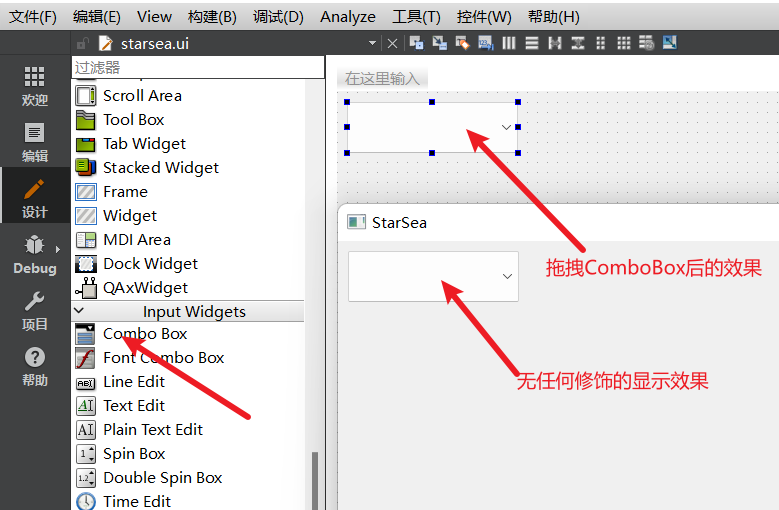 文件(F) 编辑(E) View 构建(B) 调试(D) Analyze 工具(T) 控件(W) 帮助(H)
starsea.ui
欢迎
编辑
设计
Debug
项目
帮助
过滤器
Scroll Area
Tool Box
Tab Widget
Stacked Widget
Frame
Widget
MDI Area
Dock Widget
QAxWidget
Input Widgets
Combo Box
Font Combo Box
Line Edit
Text Edit
Plain Text Edit
Spin Box
Double Spin Box
Time Edit
在这里输入
StarSea
拖拽ComboBox后的效果
无任何修饰的显示效果